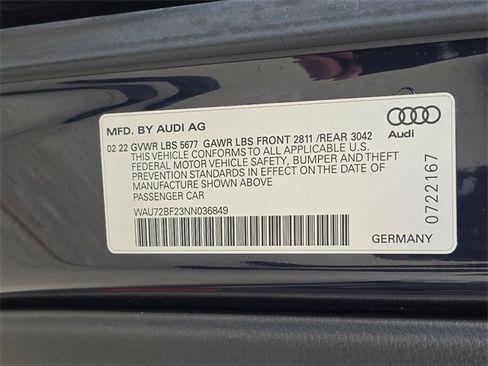 MFD. BY AUDI AG
02 22 GVWR LBS 5677 GAWR LBS FRONT 2811 /REAR 3042
THIS VEHICLE CONFORMS TO ALL APPLICABLE U.S.
FEDERAL MOTOR VEHICLE SAFETY, BUMPER AND THEFT
PREVENTION STANDARDS IN EFFECT ON THE DATE OF
MANUFACTURE SHOWN ABOVE
PASSENGER CAR
WAU72BF23NN036849
Audi
0722167
GERMANY